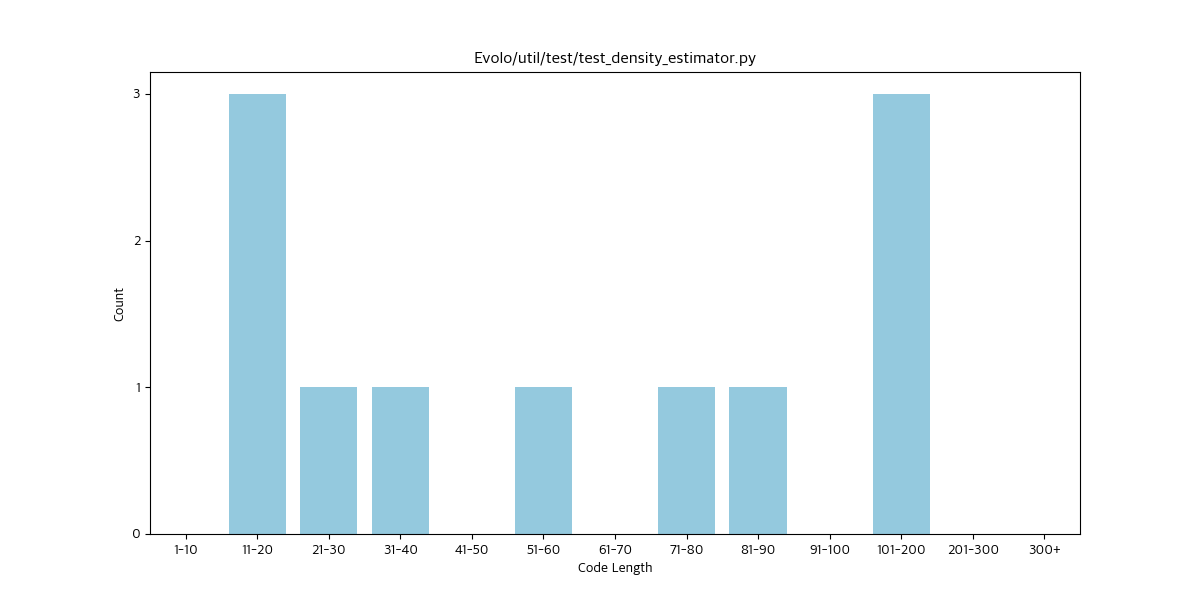 Evolo/util/test/test_density_estimator.py
3
2
1
0
Count
1-10 11-20 21-30 31-40 41-50 51-60 61-70 71-80 81-90 91-100 101-200 201-300 300+
Code Length